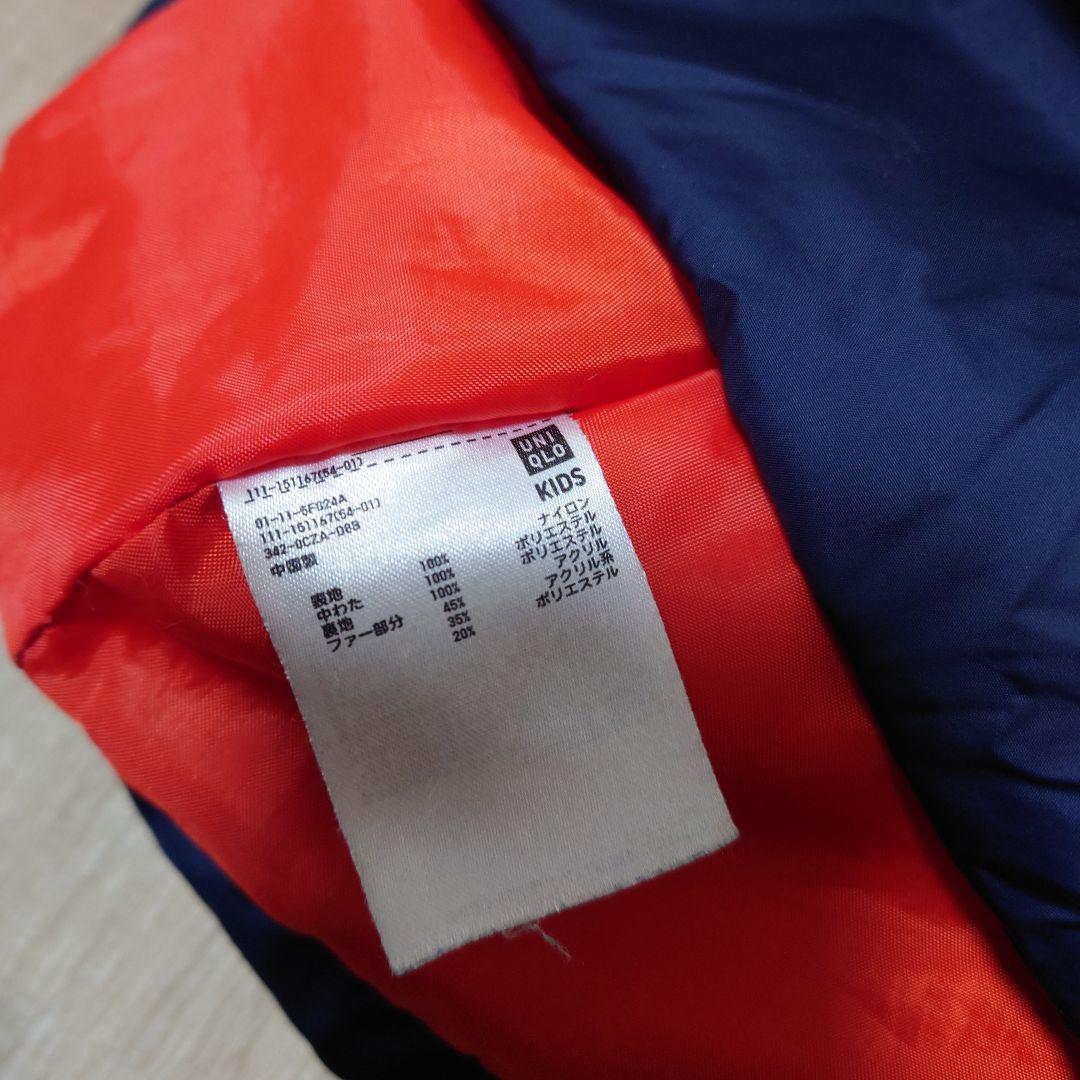 111-151167(54-01)
UNI
QLO
KIDS
01-11-5F024A
111-151167(54-01)
342-0CZA-D8B
中国製
表地 100% ナイロン
中わた 100% ポリエステル
裏地 100% ポリエステル
ファー部分 45% アクリル
35% アクリル系
20% ポリエステル